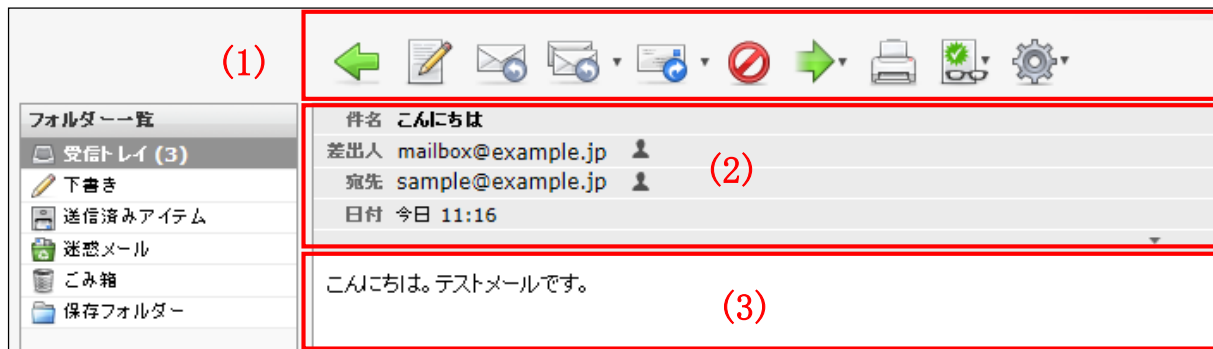 (1)
フォルダー一覧
受信トレイ (3)
下書き
送信済みアイテム
迷惑メール
ごみ箱
保存フォルダー
件名 こんにちは
差出人 mailbox@example.jp
宛先 sample@example.jp
日付 今日 11:16
(2)
こんにちは。テストメールです。
(3)